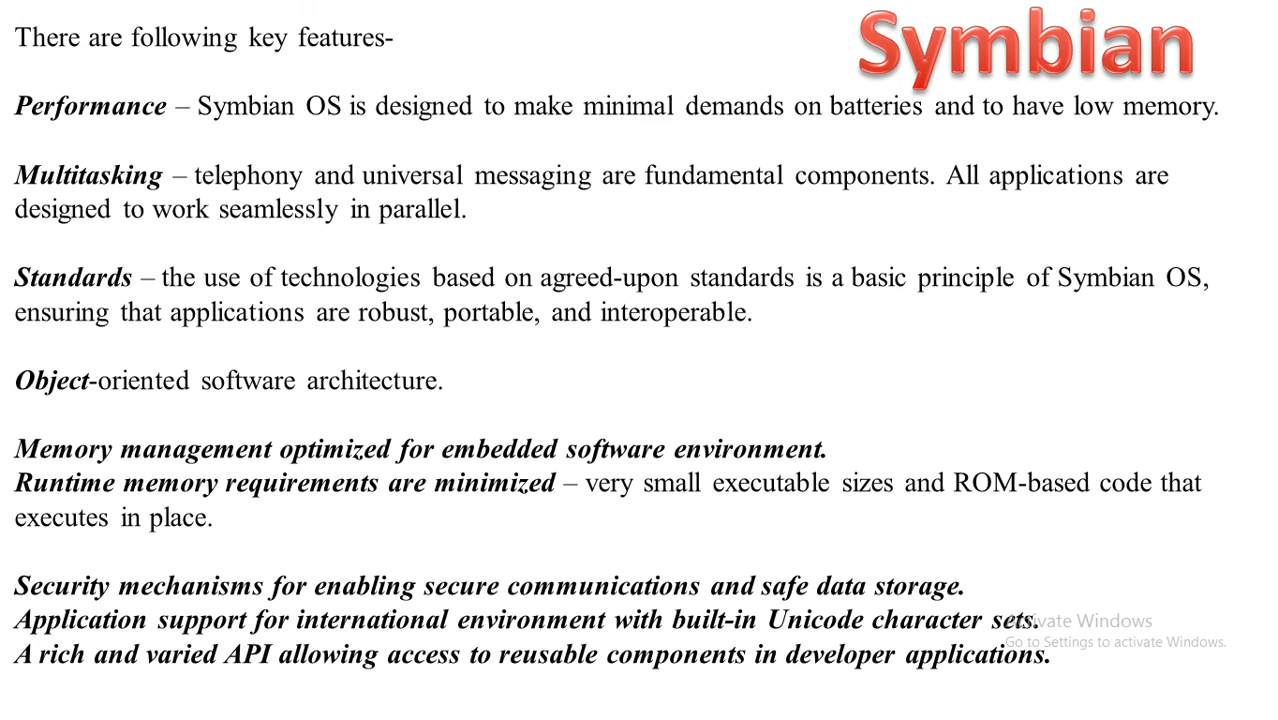 Symbian
There are following key features-
Performance – Symbian OS is designed to make minimal demands on batteries and to have low memory.
Multitasking – telephony and universal messaging are fundamental components. All applications are
designed to work seamlessly in parallel.
Standards – the use of technologies based on agreed-upon standards is a basic principle of Symbian OS,
ensuring that applications are robust, portable, and interoperable.
Object-oriented software architecture.
Memory management optimized for embedded software environment.
Runtime memory requirements are minimized – very small executable sizes and ROM-based code that
executes in place.
Security mechanisms for enabling secure communications and safe data storage.
Application support for international environment with built-in Unicode character sets.
A rich and varied API allowing access to reusable components in developer applications.
Activate Windows
Go to Settings to activate Windows.